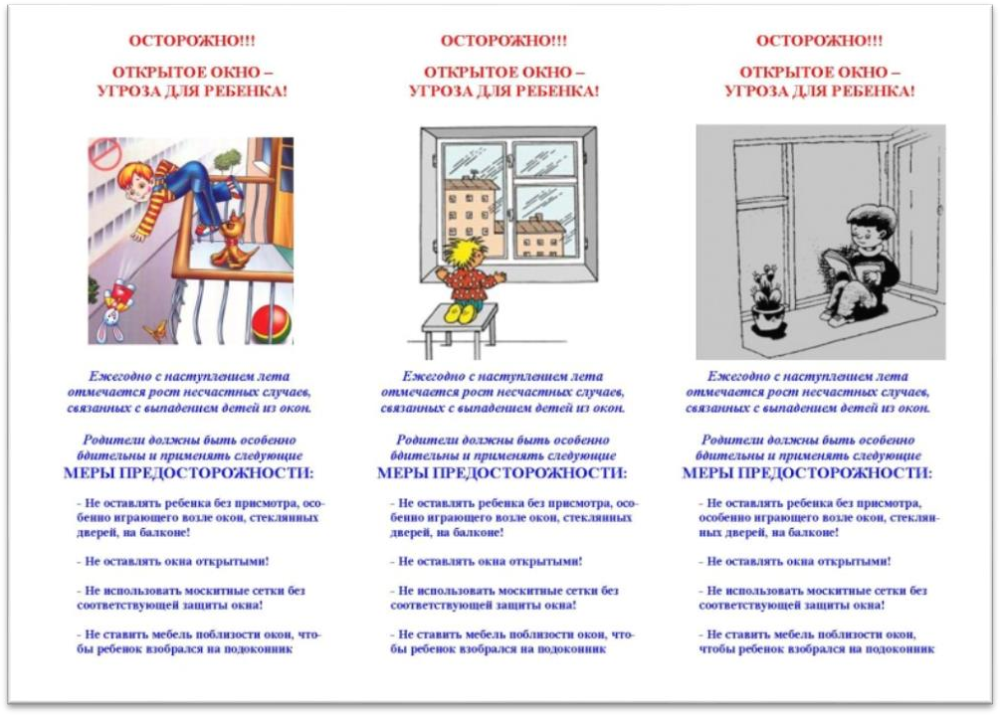 ОСТОРОЖНО!!!
ОТКРЫТОЕ ОКНО –
УГРОЗА ДЛЯ РЕБЕНКА!
Ежегодно с наступлением лета
отмечается рост несчастных случаев,
связанных с выпадением детей из окон.
Родители должны быть особенно
бдительны и применять следующие
МЕРЫ ПРЕДОСТОРОЖНОСТИ:
- Не оставлять ребенка без присмотра, осо-
бенно играющего возле окон, стеклянных
дверей, на балконе!
- Не оставлять окна открытыми!
- Не использовать москитные сетки без
соответствующей защиты окна!
- Не ставить мебель поблизости окон, что-
бы ребенок взобрался на подоконник
ОСТОРОЖНО!!!
ОТКРЫТОЕ ОКНО –
УГРОЗА ДЛЯ РЕБЕНКА!
Ежегодно с наступлением лета
отмечается рост несчастных случаев,
связанных с выпадением детей из окон.
Родители должны быть особенно
бдительны и применять следующие
МЕРЫ ПРЕДОСТОРОЖНОСТИ:
- Не оставлять ребенка без присмотра, осо-
бенно играющего возле окон, стеклянных
дверей, на балконе!
- Не оставлять окна открытыми!
- Не использовать москитные сетки без
соответствующей защиты окна!
- Не ставить мебель поблизости окон, что-
бы ребенок взобрался на подоконник
ОСТОРОЖНО!!!
ОТКРЫТОЕ ОКНО –
УГРОЗА ДЛЯ РЕБЕНКА!
Ежегодно с наступлением лета
отмечается рост несчастных случаев,
связанных с выпадением детей из окон.
Родители должны быть особенно
бдительны и применять следующие
МЕРЫ ПРЕДОСТОРОЖНОСТИ:
- Не оставлять ребенка без присмотра,
особенно играющего возле окон, стеклян-
ных дверей, на балконе!
- Не оставлять окна открытыми!
- Не использовать москитные сетки без
соответствующей защиты окна!
- Не ставить мебель поблизости окон,
чтобы ребенок взобрался на подоконник